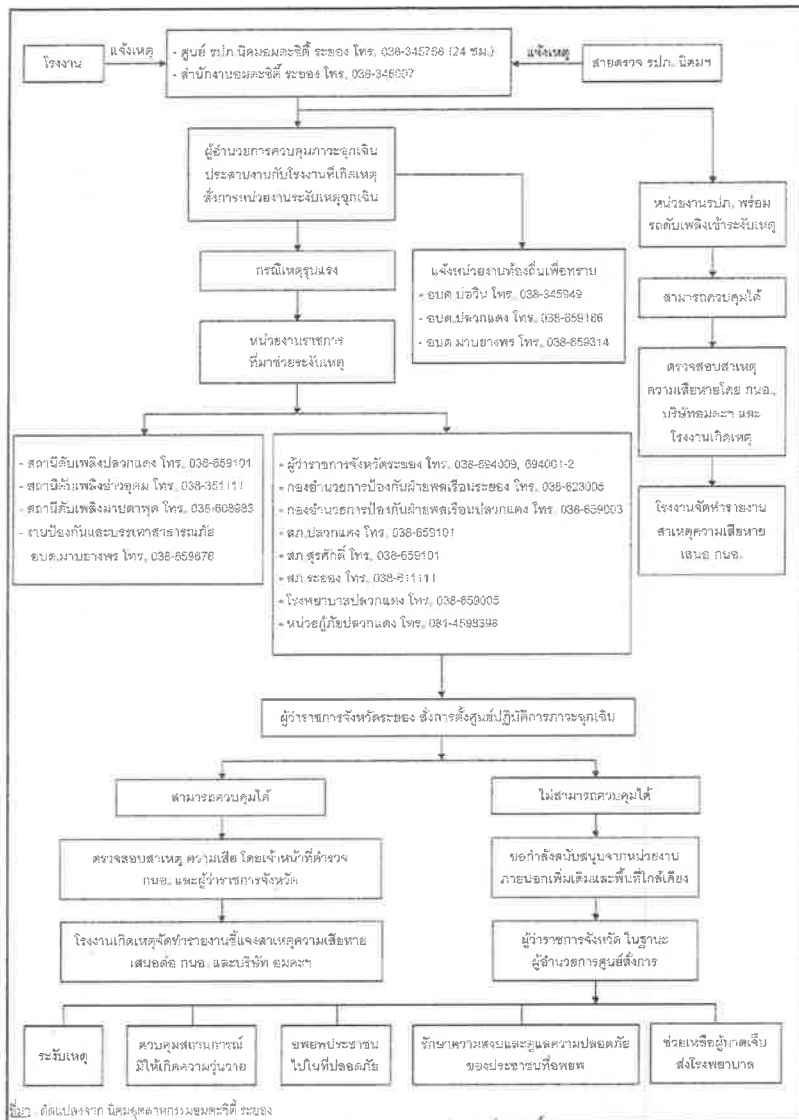 โรงงาน
แจ้งเหตุ
- ศูนย์ รปภ.นิคมอมตะซิตี้ ระยอง โทร. 038-345768 (24 ชม.)
- สำนักงานอมตะซิตี้ ระยอง โทร. 038-346007
แจ้งเหตุ
สายตรวจ รปภ. นิคมฯ
ผู้อำนวยการควบคุมภาวะฉุกเฉิน
ประสานงานกับโรงงานที่เกิดเหตุ
สั่งการหน่วยงานระงับเหตุฉุกเฉิน
หน่วยงานรปภ. พร้อม
รถดับเพลิงเข้าระงับเหตุ
กรณีเหตุรุนแรง
แจ้งหน่วยงานท้องถิ่นเพื่อทราบ
- อบต.บ่อวิน โทร. 038-345949
- อบต.ปลวกแดง โทร. 038-659186
- อบต.มาบยางพร โทร. 038-659314
สามารถควบคุมได้
หน่วยงานราชการ
ที่มาช่วยระงับเหตุ
ตรวจสอบสาเหตุ
ความเสียหายโดย กนอ.,
บริษัทอมตะฯ และ
โรงงานเกิดเหตุ
- สถานีดับเพลิงปลวกแดง โทร. 038-659101
- สถานีดับเพลิงอ่าวอุดม โทร. 038-351111
- สถานีดับเพลิงมาบตาพุด โทร. 038-608983
- งานป้องกันและบรรเทาสาธารณภัย
อบต.มาบยางพร โทร. 038-659676
- ผู้ว่าราชการจังหวัดระยอง โทร. 038-694009, 694001-2
- กองอำนวยการป้องกันฝ่ายพลเรือนระยอง โทร. 038-623005
- กองอำนวยการป้องกันฝ่ายพลเรือนปลวกแดง โทร. 038-659003
- สภ.ปลวกแดง โทร. 038-659101
- สภ.สุรศักดิ์ โทร. 038-659101
- สภ.ระยอง โทร. 038-611111
- โรงพยาบาลปลวกแดง โทร. 038-659005
- หน่วยกู้ภัยปลวกแดง โทร. 081-4598398
โรงงานจัดทำรายงาน
สาเหตุความเสียหาย
เสนอ กนอ.
ผู้ว่าราชการจังหวัดระยอง สั่งการตั้งศูนย์ปฏิบัติการภาวะฉุกเฉิน
สามารถควบคุมได้
ไม่สามารถควบคุมได้
ตรวจสอบสาเหตุ ความเสีย โดยเจ้าหน้าที่ตำรวจ
กนอ. และผู้ว่าราชการจังหวัด
ขอกำลังสนับสนุนจากหน่วยงาน
ภายนอกเพิ่มเติมและพื้นที่ใกล้เคียง
โรงงานเกิดเหตุจัดทำรายงานชี้แจงสาเหตุความเสียหาย
เสนอต่อ กนอ. และบริษัท อมตะฯ
ผู้ว่าราชการจังหวัด ในฐานะ
ผู้อำนวยการศูนย์สั่งการ
ระงับเหตุ
ควบคุมสถานการณ์
มิให้เกิดความวุ่นวาย
อพยพประชาชน
ไปในที่ปลอดภัย
รักษาความสงบและดูแลความปลอดภัย
ของประชาชนที่อพยพ
ช่วยเหลือผู้บาดเจ็บ
ส่งโรงพยาบาล
ที่มา : ดัดแปลงจาก นิคมอุตสาหกรรมอมตะซิตี้ ระยอง